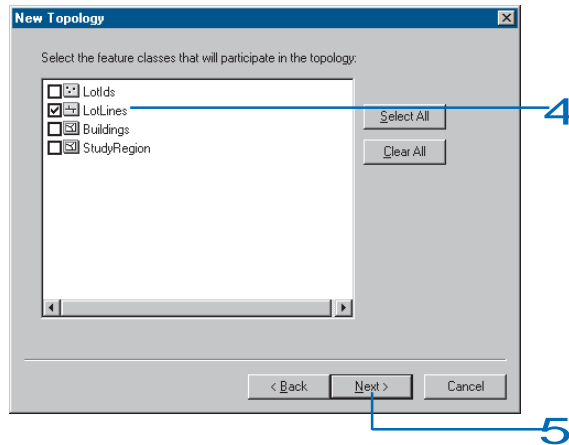 New Topology
Select the feature classes that will participate in the topology:
LotIds
LotLines
Buildings
StudyRegion
Select All
Clear All
4
< Back
Next >
Cancel
5